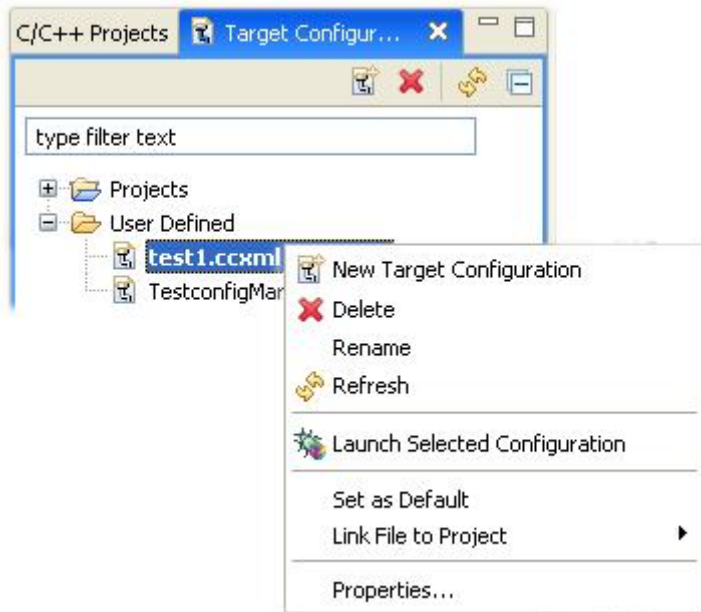 C/C++ Projects
Target Configur...
type filter text
Projects
User Defined
test1.ccxml
TestconfigMar
New Target Configuration
Delete
Rename
Refresh
Launch Selected Configuration
Set as Default
Link File to Project
Properties...